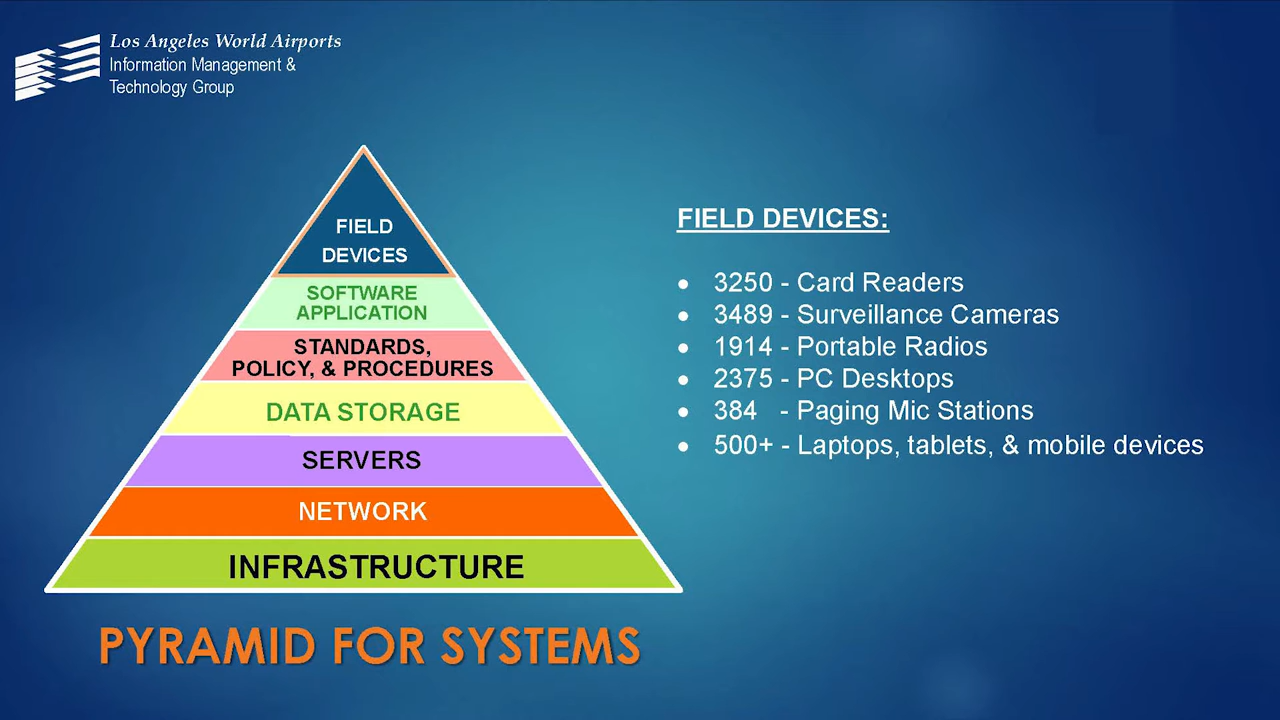 Los Angeles World Airports
Information Management &
Technology Group
FIELD
DEVICES
SOFTWARE
APPLICATION
STANDARDS,
POLICY, & PROCEDURES
DATA STORAGE
SERVERS
NETWORK
INFRASTRUCTURE
PYRAMID FOR SYSTEMS
FIELD DEVICES:
• 3250 - Card Readers
• 3489 - Surveillance Cameras
• 1914 - Portable Radios
• 2375 - PC Desktops
• 384 - Paging Mic Stations
• 500+ - Laptops, tablets, & mobile devices